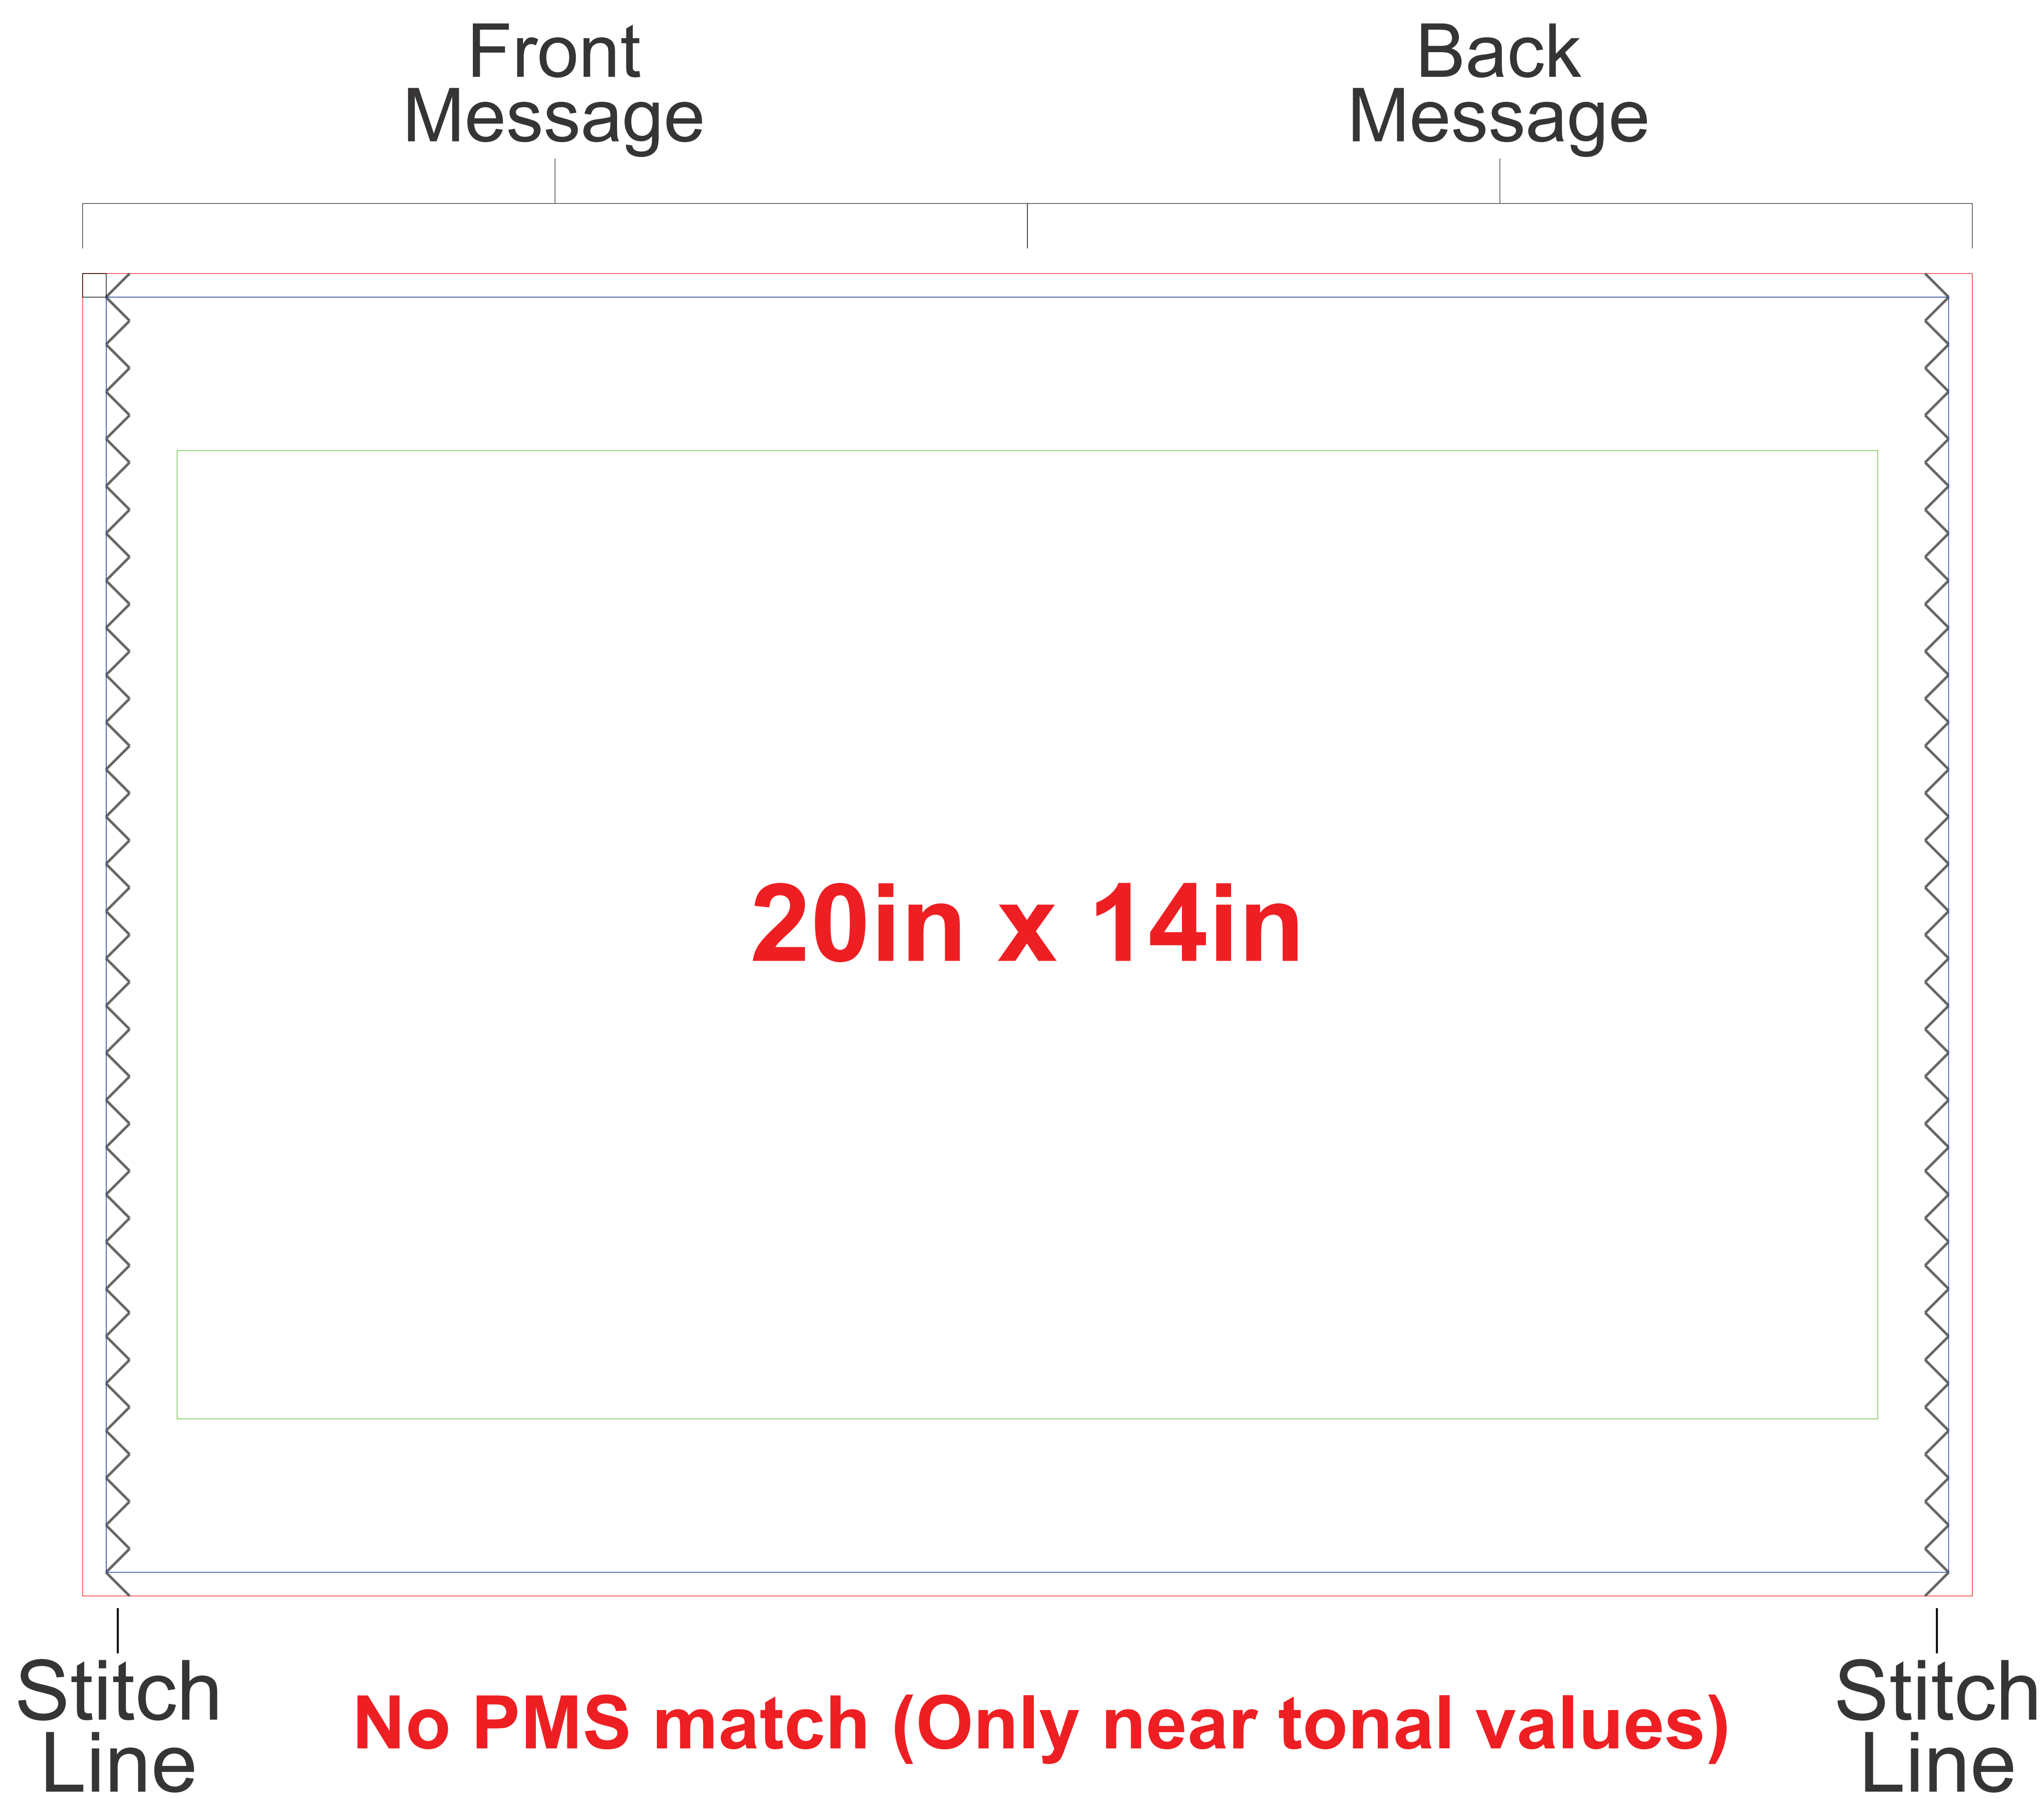 Front
Message
Back
Message
20in x 14in
Stitch
Line
No PMS match (Only near tonal values)
Stitch
Line